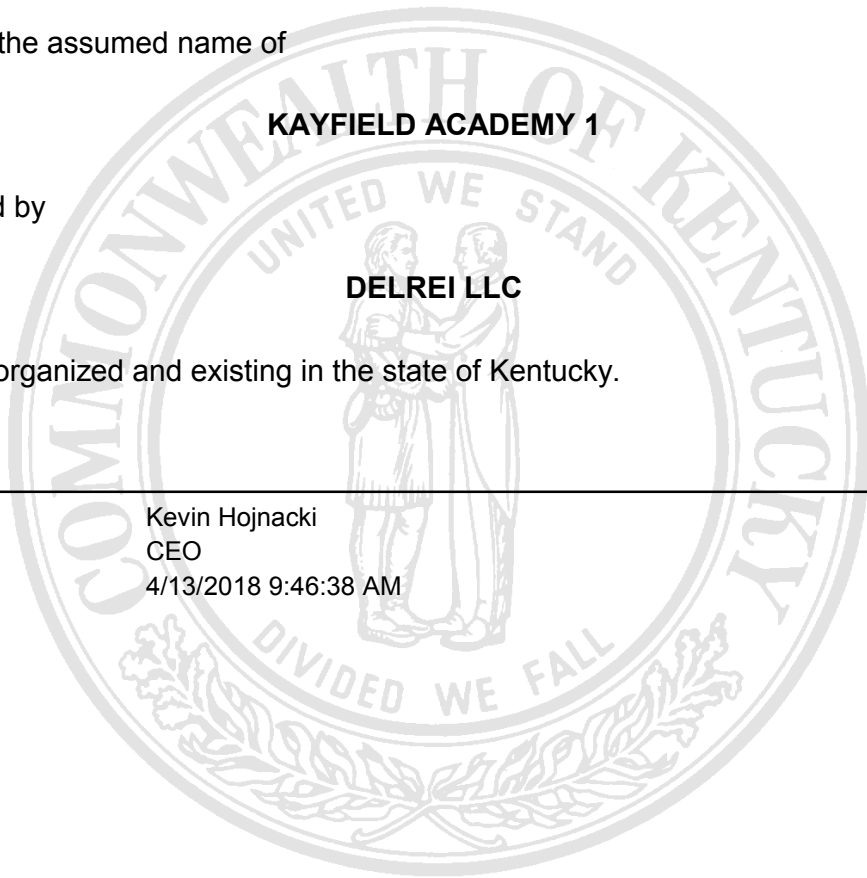 the assumed name of
KAYFIELD ACADEMY 1
d by
DELREI LLC
organized and existing in the state of Kentucky.
Kevin Hojnacki
CEO
4/13/2018 9:46:38 AM
COMMONWEALTH OF KENTUCKY
UNITED WE STAND
DIVIDED WE FALL